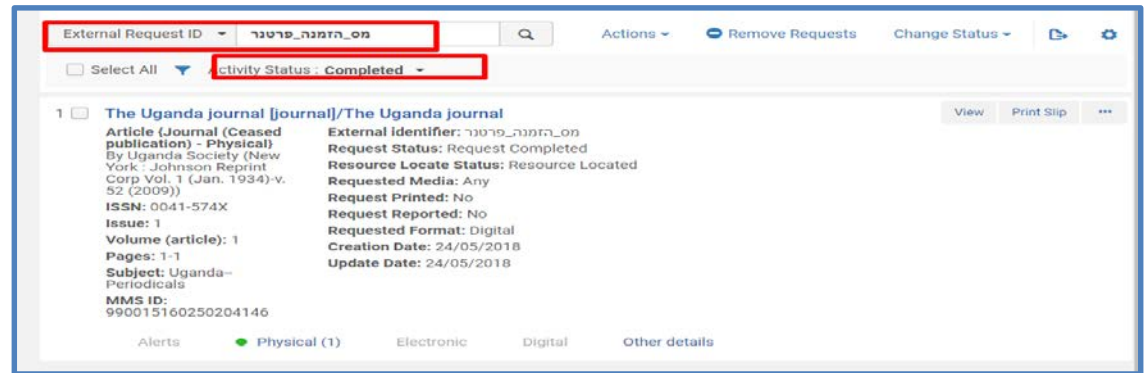 External Request ID מס_הזמנה_פרטנר Actions Remove Requests Change Status
Select All Activity Status : Completed
1 The Uganda journal [journal]/The Uganda journal View Print Slip ...
Article {Journal (Ceased
publication) - Physical}
By Uganda Society (New
York : Johnson Reprint
Corp Vol. 1 (Jan. 1934)-v.
52 (2009))
ISSN: 0041-574X
Issue: 1
Volume (article): 1
Pages: 1-1
Subject: Uganda--
Periodicals
MMS ID:
990015160250204146
External identifier: מס_הזמנה_פרטנר
Request Status: Request Completed
Resource Locate Status: Resource Located
Requested Media: Any
Request Printed: No
Request Reported: No
Requested Format: Digital
Creation Date: 24/05/2018
Update Date: 24/05/2018
Alerts Physical (1) Electronic Digital Other details